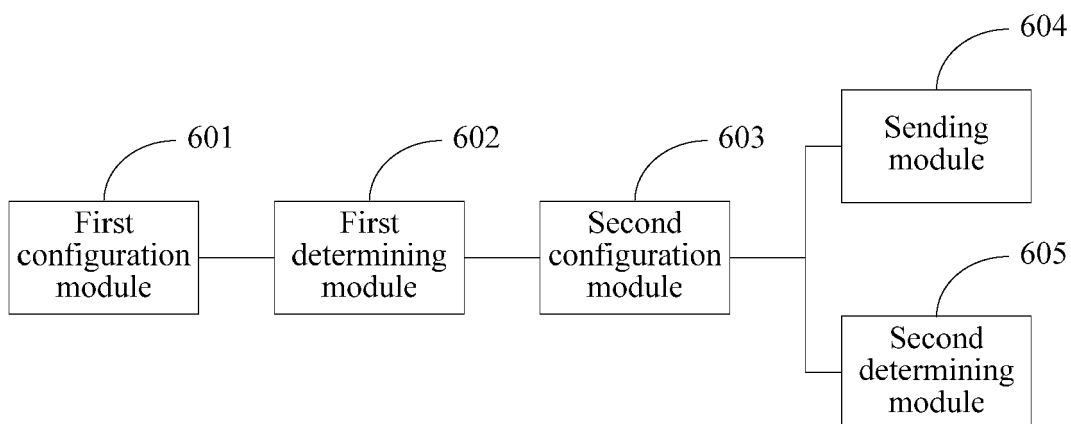 601
First
configuration
module
602
First
determining
module
603
Second
configuration
module
604
Sending
module
605
Second
determining
module